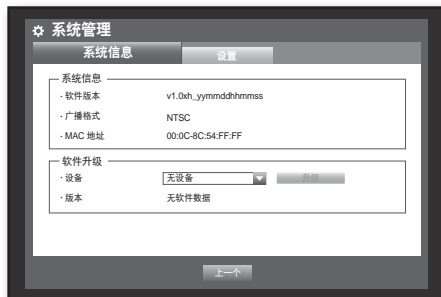 系统管理
系统信息 设置
系统信息
·软件版本 v1.0xh_yymmddhhmmss
·广播格式 NTSC
·MAC 地址 00:0C-8C:54:FF:FF
软件升级
·设备 无设备 升级
·版本 无软件数据
上一个